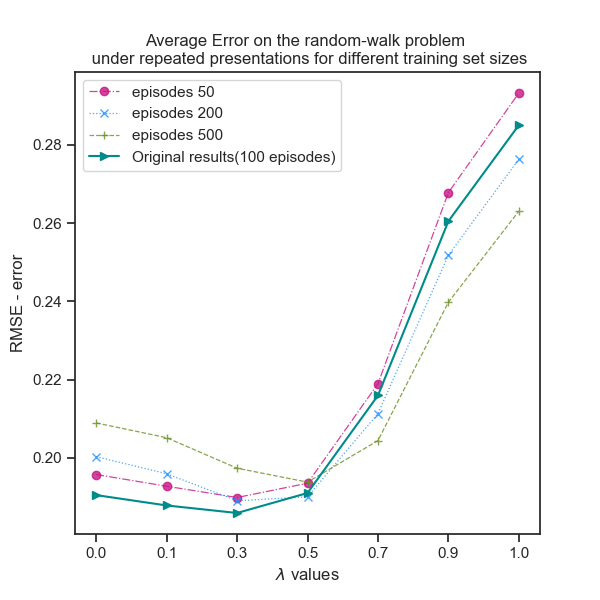 Average Error on the random-walk problem
under repeated presentations for different training set sizes
episodes 50
episodes 200
episodes 500
Original results(100 episodes)
RMSE - error
0.28
0.26
0.24
0.22
0.20
0.0 0.1 0.3 0.5 0.7 0.9 1.0
λ values